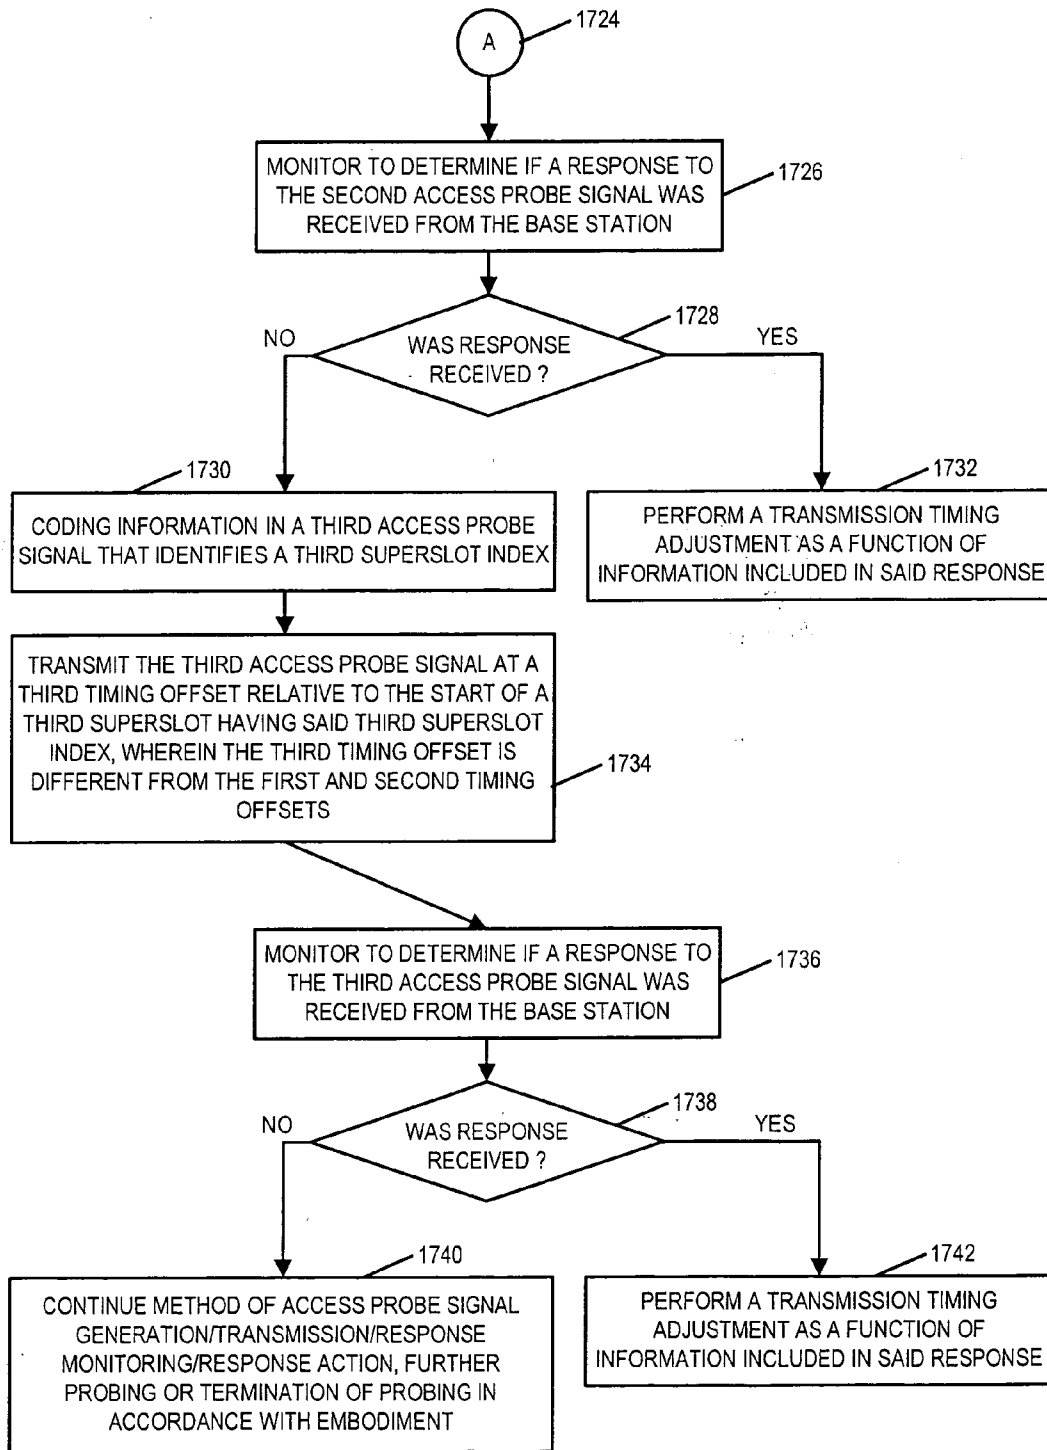 1724
A
MONITOR TO DETERMINE IF A RESPONSE TO
THE SECOND ACCESS PROBE SIGNAL WAS
RECEIVED FROM THE BASE STATION
1726
1728
NO
WAS RESPONSE
RECEIVED ?
YES
1730
CODING INFORMATION IN A THIRD ACCESS PROBE
SIGNAL THAT IDENTIFIES A THIRD SUPERSLOT INDEX
1732
PERFORM A TRANSMISSION TIMING
ADJUSTMENT AS A FUNCTION OF
INFORMATION INCLUDED IN SAID RESPONSE
TRANSMIT THE THIRD ACCESS PROBE SIGNAL AT A
THIRD TIMING OFFSET RELATIVE TO THE START OF A
THIRD SUPERSLOT HAVING SAID THIRD SUPERSLOT
INDEX, WHEREIN THE THIRD TIMING OFFSET IS
DIFFERENT FROM THE FIRST AND SECOND TIMING
OFFSETS
1734
MONITOR TO DETERMINE IF A RESPONSE TO
THE THIRD ACCESS PROBE SIGNAL WAS
RECEIVED FROM THE BASE STATION
1736
1738
NO
WAS RESPONSE
RECEIVED ?
YES
1740
CONTINUE METHOD OF ACCESS PROBE SIGNAL
GENERATION/TRANSMISSION/RESPONSE
MONITORING/RESPONSE ACTION, FURTHER
PROBING OR TERMINATION OF PROBING IN
ACCORDANCE WITH EMBODIMENT
1742
PERFORM A TRANSMISSION TIMING
ADJUSTMENT AS A FUNCTION OF
INFORMATION INCLUDED IN SAID RESPONSE